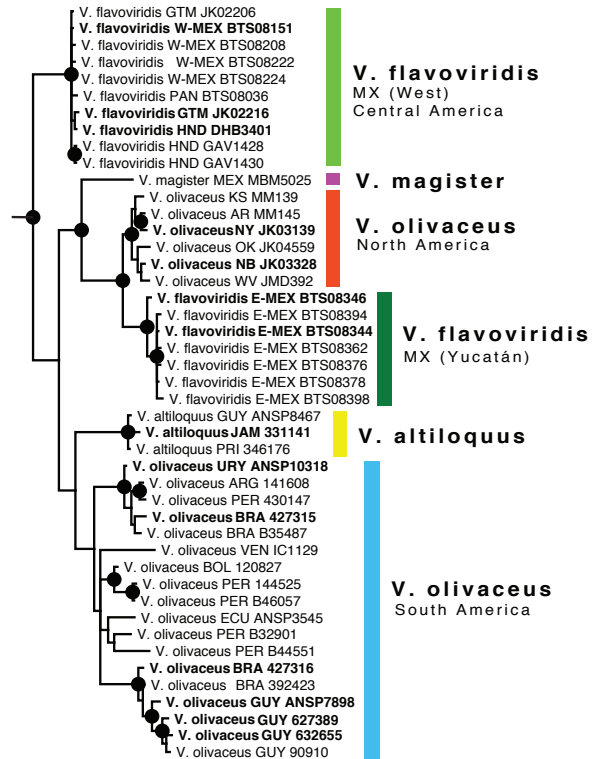 V. flavoviridis GTM JK02206
V. flavoviridis W-MEX BTS08151
V. flavoviridis W-MEX BTS08208
V. flavoviridis W-MEX BTS08222
V. flavoviridis W-MEX BTS08224
V. flavoviridis PAN BTS08036
V. flavoviridis GTM JK02216
V. flavoviridis HND DHB3401
V. flavoviridis HND GAV1428
V. flavoviridis HND GAV1430
V. flavoviridis
MX (West)
Central America
V. magister MEX MBM5025
V. magister
V. olivaceus KS MM139
V. olivaceus AR MM145
V. olivaceus NY JK03139
V. olivaceus OK JK04559
V. olivaceus NB JK03328
V. olivaceus WV JMD392
V. olivaceus
North America
V. flavoviridis E-MEX BTS08346
V. flavoviridis E-MEX BTS08394
V. flavoviridis E-MEX BTS08344
V. flavoviridis E-MEX BTS08362
V. flavoviridis E-MEX BTS08376
V. flavoviridis E-MEX BTS08378
V. flavoviridis E-MEX BTS08398
V. flavoviridis
MX (Yucatán)
V. altiloquus GUY ANSP8467
V. altiloquus JAM 331141
V. altiloquus PRI 346176
V. altiloquus
V. olivaceus URY ANSP10318
V. olivaceus ARG 141608
V. olivaceus PER 430147
V. olivaceus BRA 427315
V. olivaceus BRA B35487
V. olivaceus VEN IC1129
V. olivaceus BOL 120827
V. olivaceus PER 144525
V. olivaceus PER B46057
V. olivaceus ECU ANSP3545
V. olivaceus PER B32901
V. olivaceus PER B44551
V. olivaceus BRA 427316
V. olivaceus BRA 392423
V. olivaceus GUY ANSP7898
V. olivaceus GUY 627389
V. olivaceus GUY 632655
V. olivaceus GUY 90910
V. olivaceus
South America